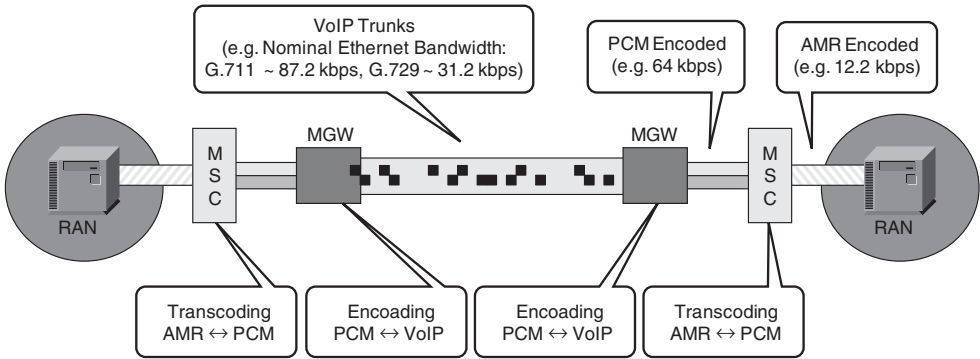 VoIP Trunks
(e.g. Nominal Ethernet Bandwidth:
G.711 ~ 87.2 kbps, G.729 ~ 31.2 kbps)
PCM Encoded
(e.g. 64 kbps)
AMR Encoded
(e.g. 12.2 kbps)
RAN
M
S
C
MGW
MGW
M
S
C
RAN
Transcoding
AMR ↔ PCM
Encoading
PCM ↔ VoIP
Encoading
PCM ↔ VoIP
Transcoding
AMR ↔ PCM